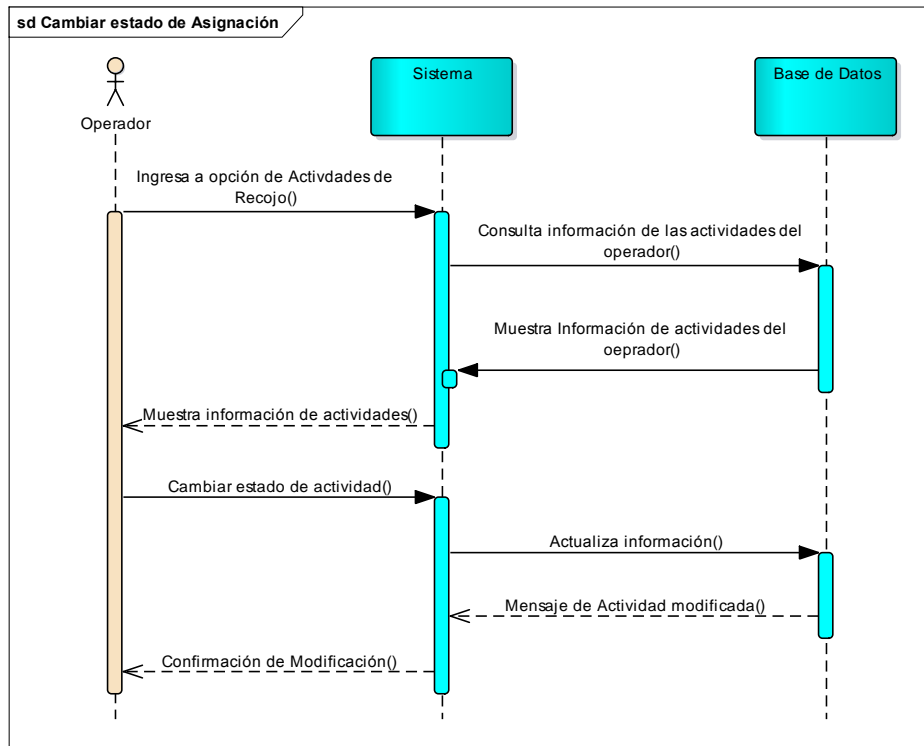 sd Cambiar estado de Asignación
Sistema
Base de Datos
Operador
Ingresa a opción de Activdades de
Recojo()
Consulta información de las actividades del
operador()
Muestra Información de actividades del
oeprador()
Muestra información de actividades()
Cambiar estado de actividad()
Actualiza información()
Mensaje de Actividad modificada()
Confirmación de Modificación()